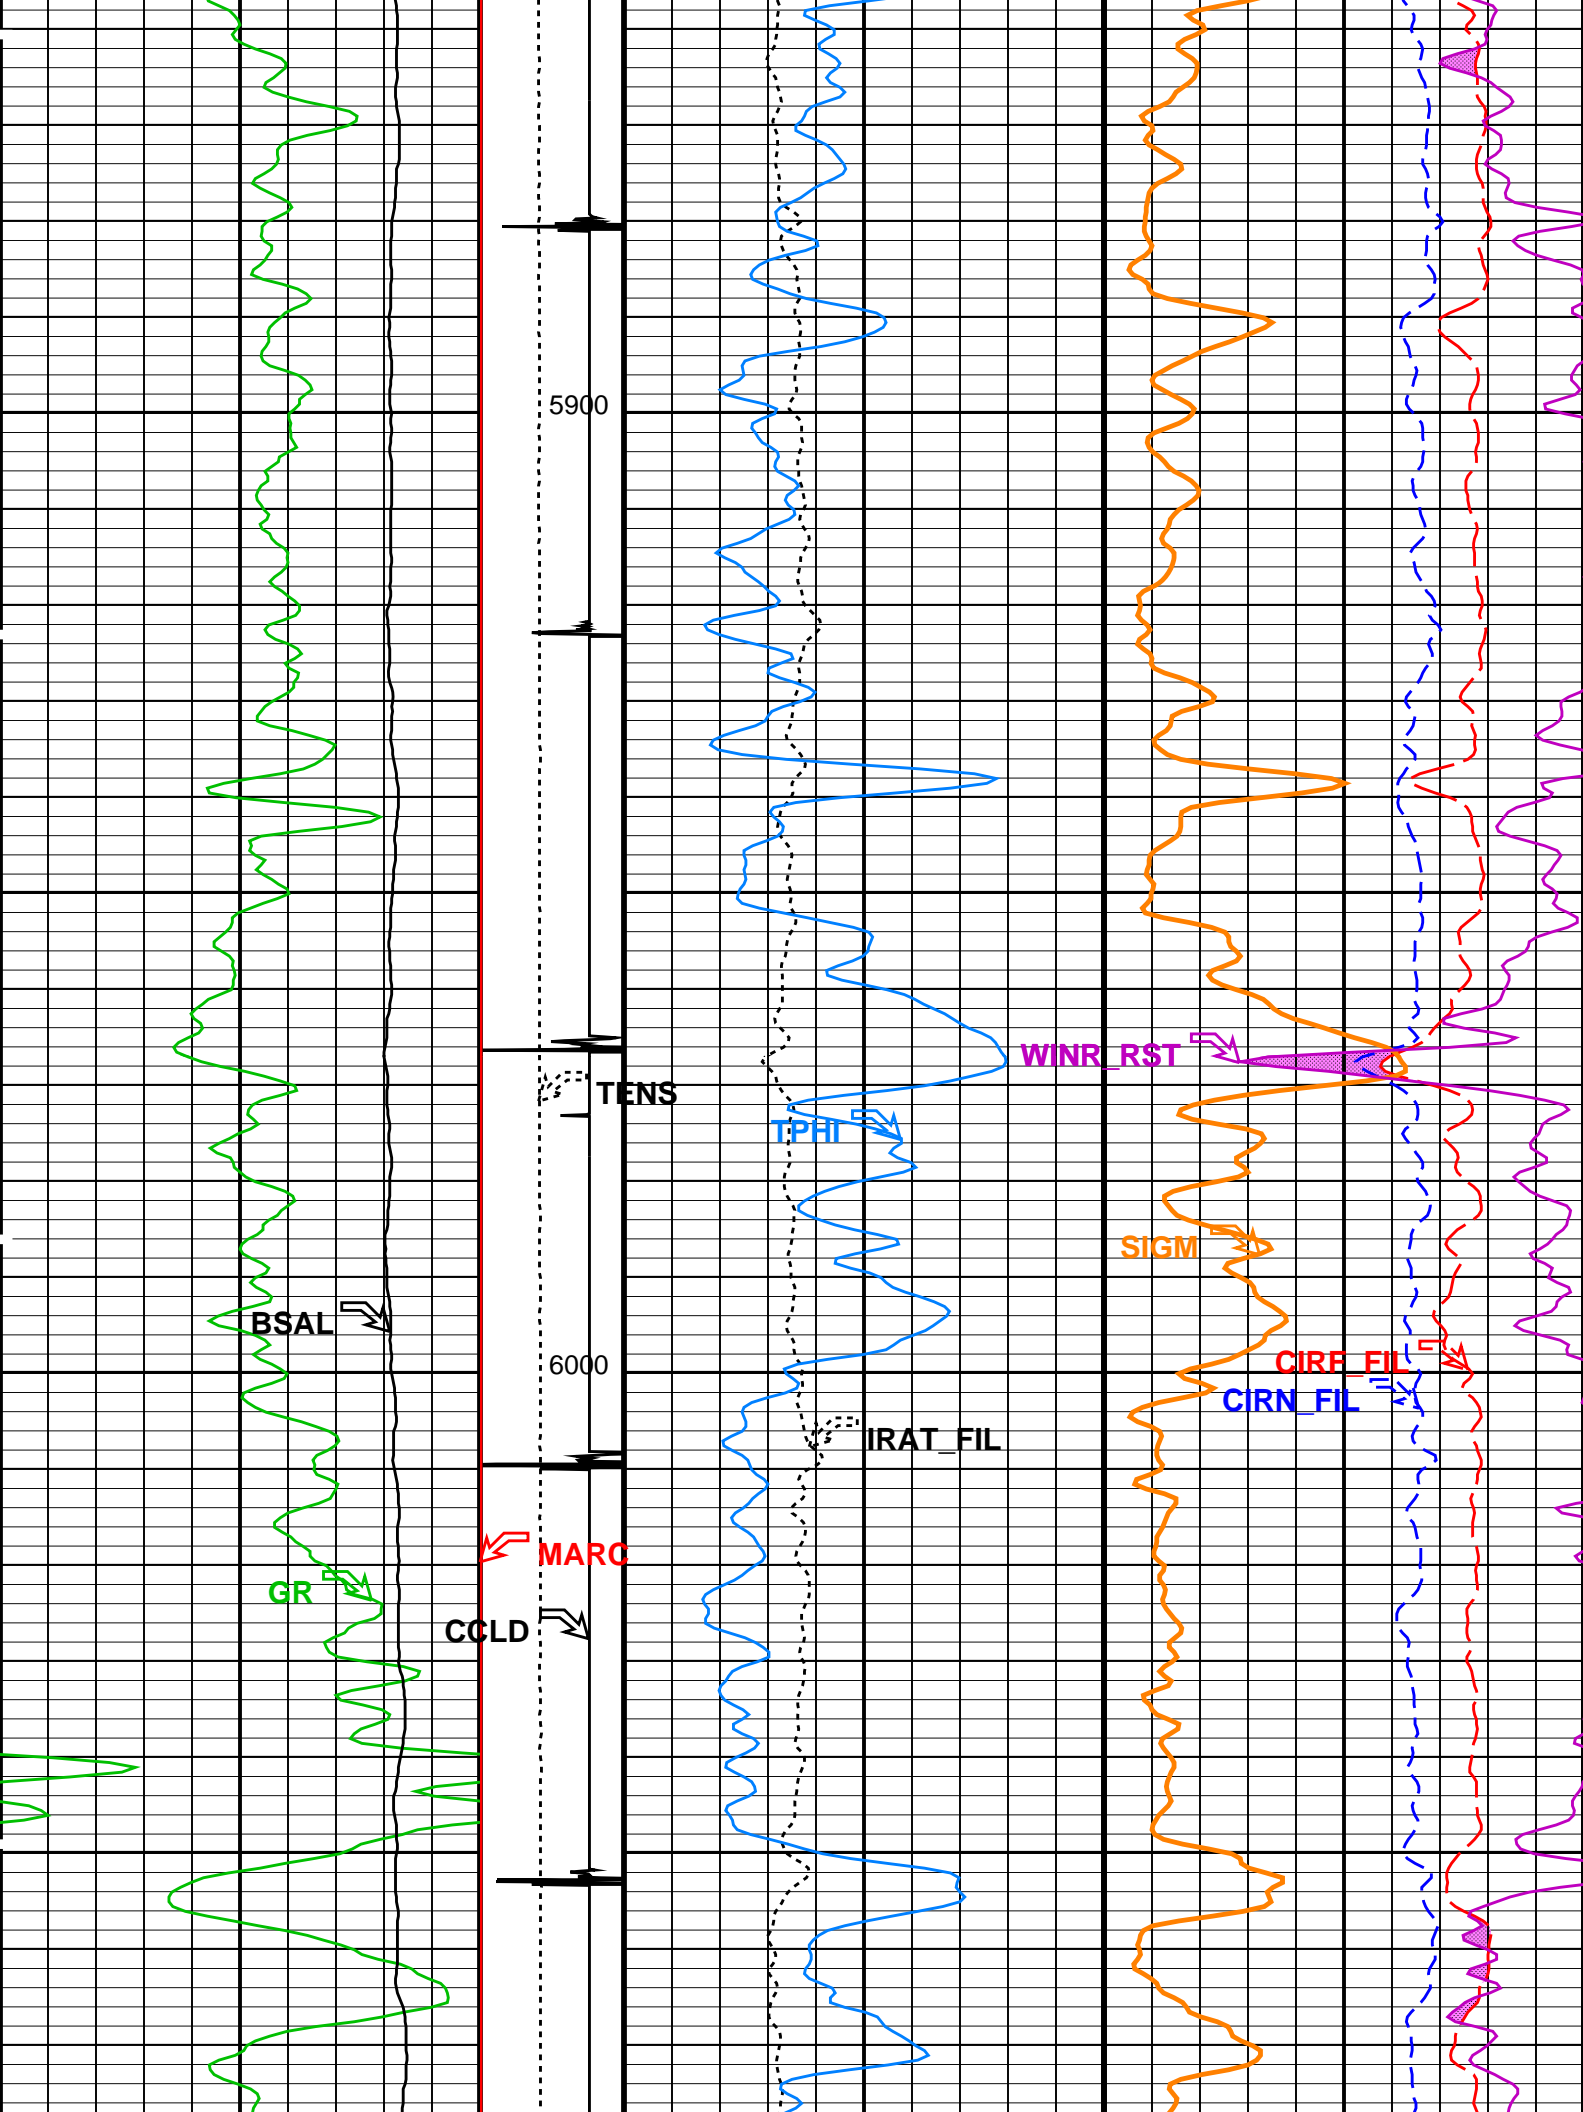 5900
WINR_RST
TENS
TPHI
SIGM
BSAL
6000
CIRF_FIL
CIRN_FIL
IRAT_FIL
MARC
GR
CCLD